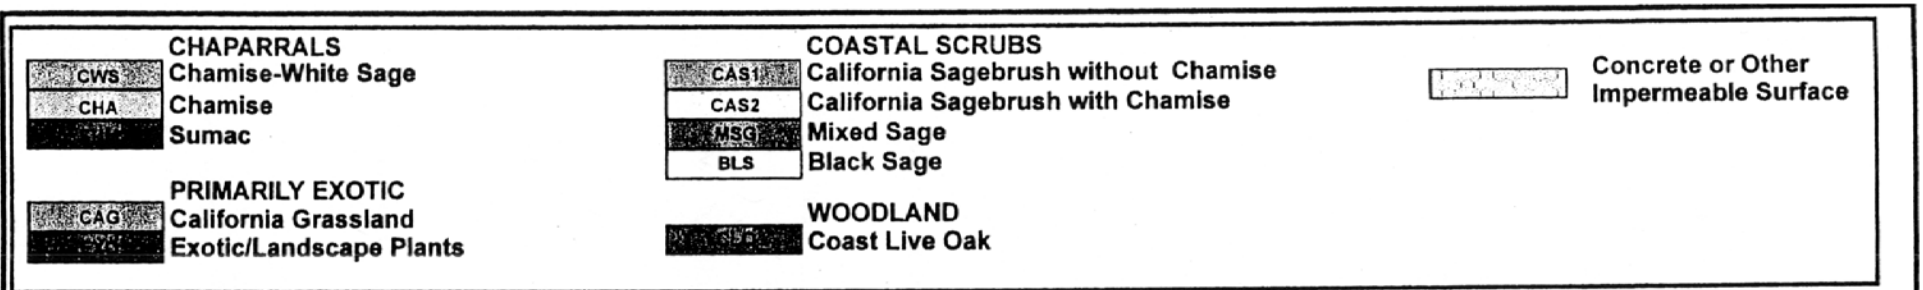 CHAPARRALS
CWS Chamise-White Sage
CHA Chamise
Sumac
PRIMARILY EXOTIC
CAG California Grassland
Exotic/Landscape Plants
COASTAL SCRUBS
CAS1 California Sagebrush without Chamise
CAS2 California Sagebrush with Chamise
MSG Mixed Sage
BLS Black Sage
WOODLAND
Coast Live Oak
Concrete or Other
Impermeable Surface